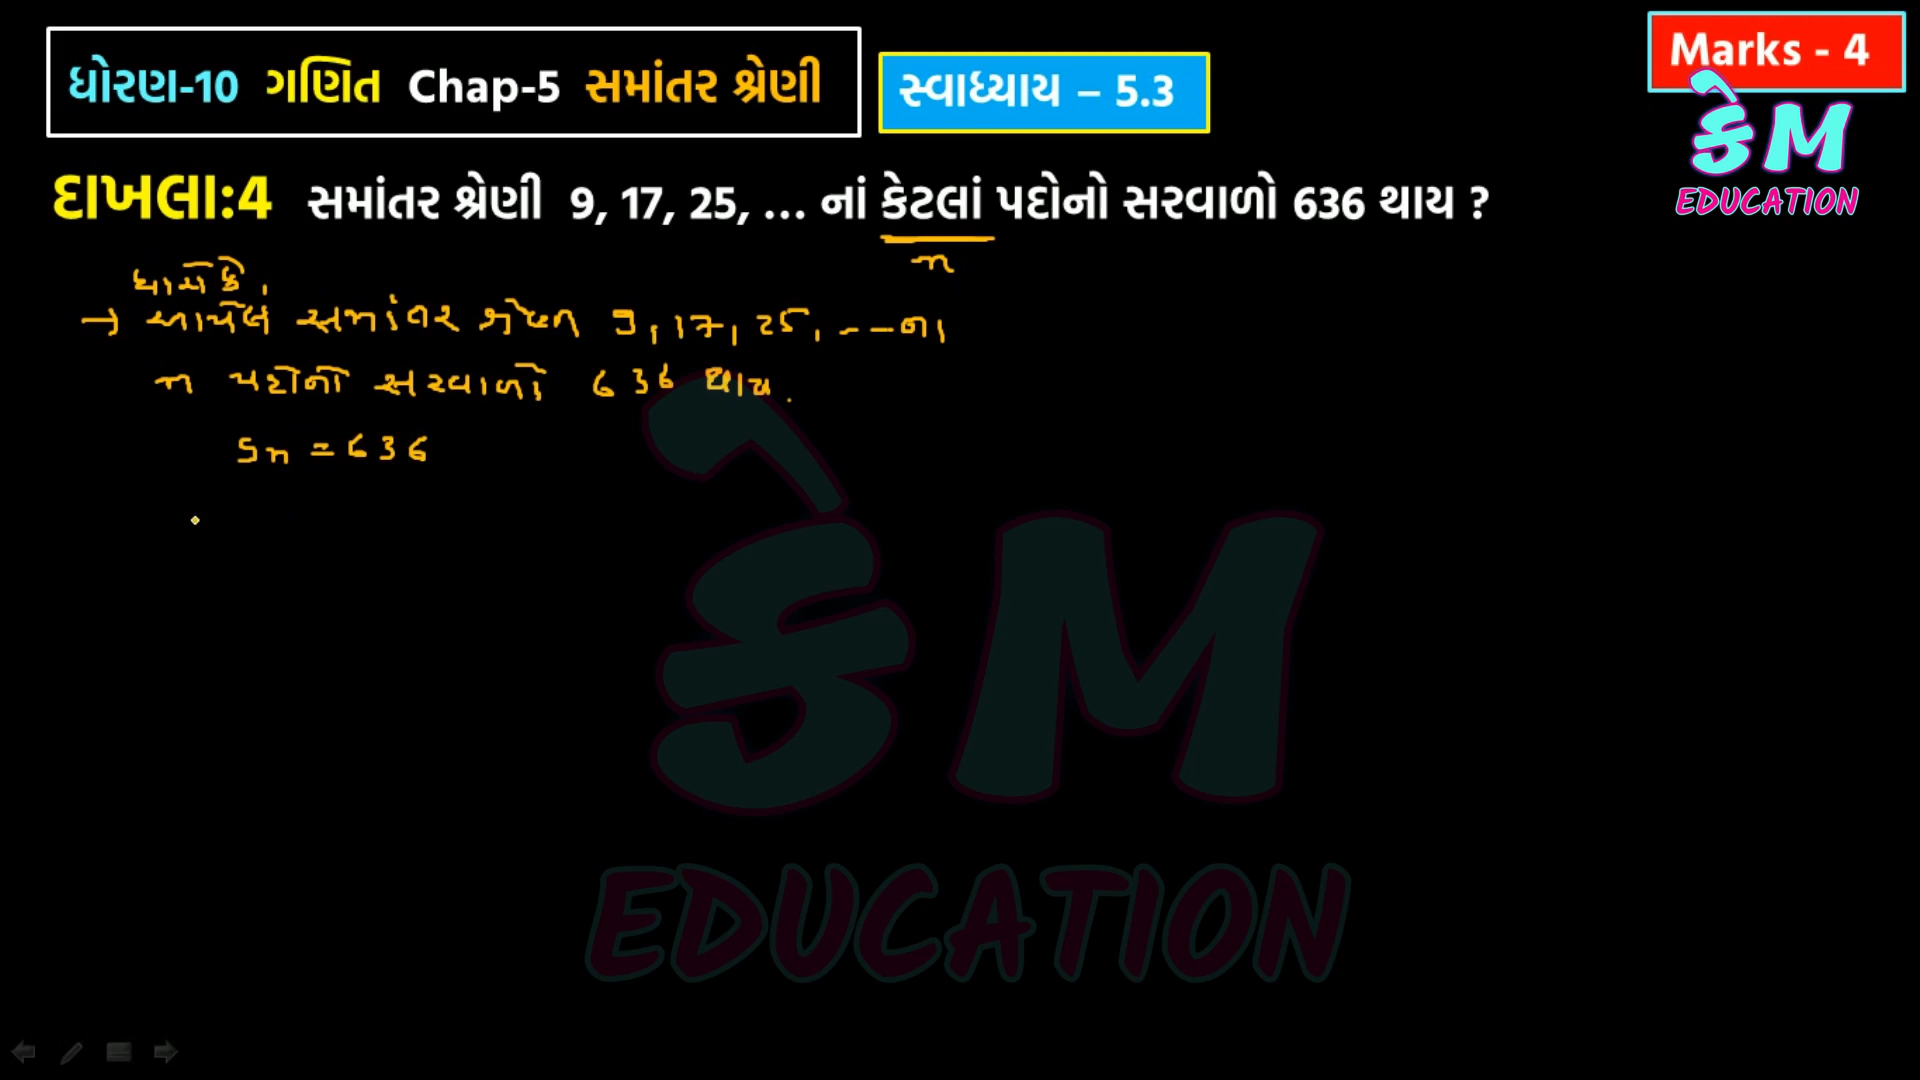 ધોરણ-10 ગણિત Chap-5 સમાંતર શ્રેણી
સ્વાધ્યાય – 5.3
Marks - 4
કેM
EDUCATION
દાખલા:4 સમાંતર શ્રેણી 9, 17, 25, ... નાં કેટલાં પદોનો સરવાળો 636 થાય ?
n
ધારોકે,
→ આપેલ સમાંતર શ્રેણી 9, 17, 25, ---ના
n પદોનો સરવાળો 636 થાય.
Sn = 636
કેM
EDUCATION